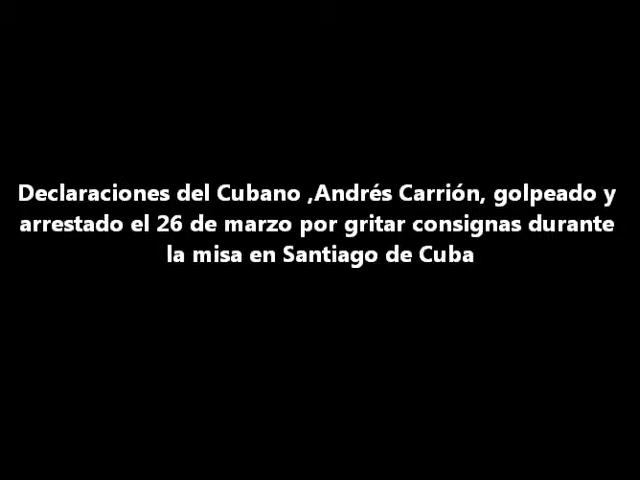 Declaraciones del Cubano ,Andrés Carrión, golpeado y
arrestado el 26 de marzo por gritar consignas durante
la misa en Santiago de Cuba